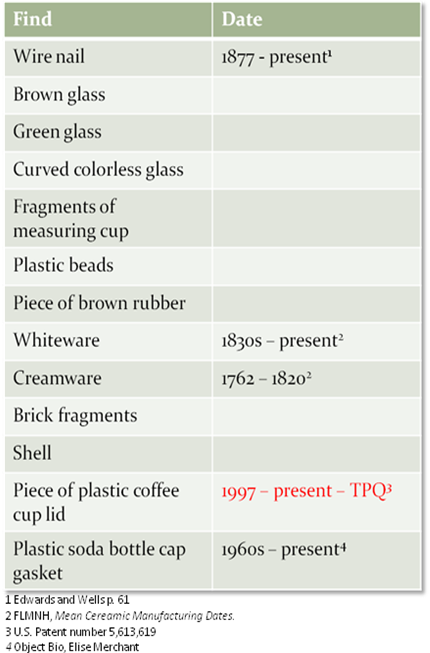 Find Date
Wire nail 1877 - present¹
Brown glass
Green glass
Curved colorless glass
Fragments of
measuring cup
Plastic beads
Piece of brown rubber
Whiteware 1830s – present²
Creamware 1762 – 1820²
Brick fragments
Shell
Piece of plastic coffee 1997 – present – TPQ³
cup lid
Plastic soda bottle cap 1960s – present⁴
gasket
1 Edwards and Wells p. 61
2 FLMNH, Mean Cereamic Manufacturing Dates.
3 U.S. Patent number 5,613,619
4 Object Bio, Elise Merchant